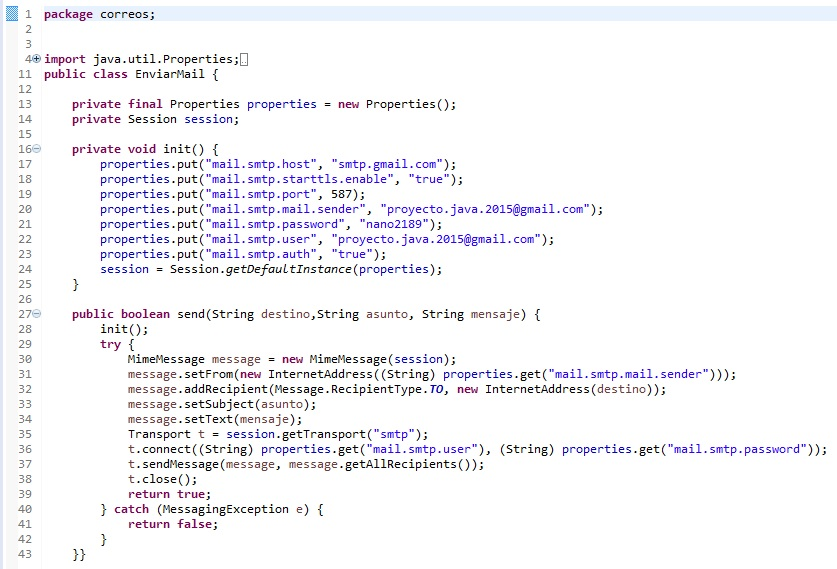 1 package correos;
2
3
4 import java.util.Properties;
11 public class EnviarMail {
12
13 private final Properties properties = new Properties();
14 private Session session;
15
16 private void init() {
17 properties.put("mail.smtp.host", "smtp.gmail.com");
18 properties.put("mail.smtp.starttls.enable", "true");
19 properties.put("mail.smtp.port", 587);
20 properties.put("mail.smtp.mail.sender", "proyecto.java.2015@gmail.com");
21 properties.put("mail.smtp.password", "nano2189");
22 properties.put("mail.smtp.user", "proyecto.java.2015@gmail.com");
23 properties.put("mail.smtp.auth", "true");
24 session = Session.getDefaultInstance(properties);
25 }
26
27 public boolean send(String destino,String asunto, String mensaje) {
28 init();
29 try {
30 MimeMessage message = new MimeMessage(session);
31 message.setFrom(new InternetAddress((String) properties.get("mail.smtp.mail.sender")));
32 message.addRecipient(Message.RecipientType.TO, new InternetAddress(destino));
33 message.setSubject(asunto);
34 message.setText(mensaje);
35 Transport t = session.getTransport("smtp");
36 t.connect((String) properties.get("mail.smtp.user"), (String) properties.get("mail.smtp.password"));
37 t.sendMessage(message, message.getAllRecipients());
38 t.close();
39 return true;
40 } catch (MessagingException e) {
41 return false;
42 }
43 }}